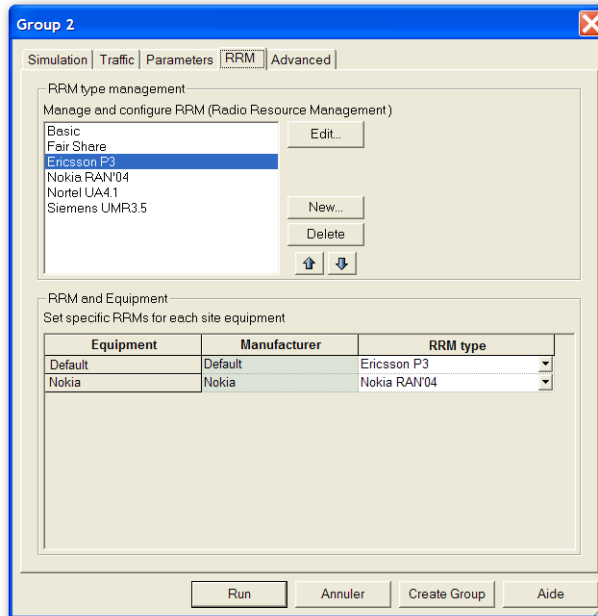 Group 2
Simulation Traffic Parameters RRM Advanced
RRM type management
Manage and configure RRM (Radio Resource Management)
Basic
Fair Share
Ericsson P3
Nokia RAN'04
Nortel UA4.1
Siemens UMR3.5
Edit...
New...
Delete
RRM and Equipment
Set specific RRMs for each site equipment
Equipment Manufacturer RRM type
Default Default Ericsson P3
Nokia Nokia Nokia RAN'04
Run Annuler Create Group Aide